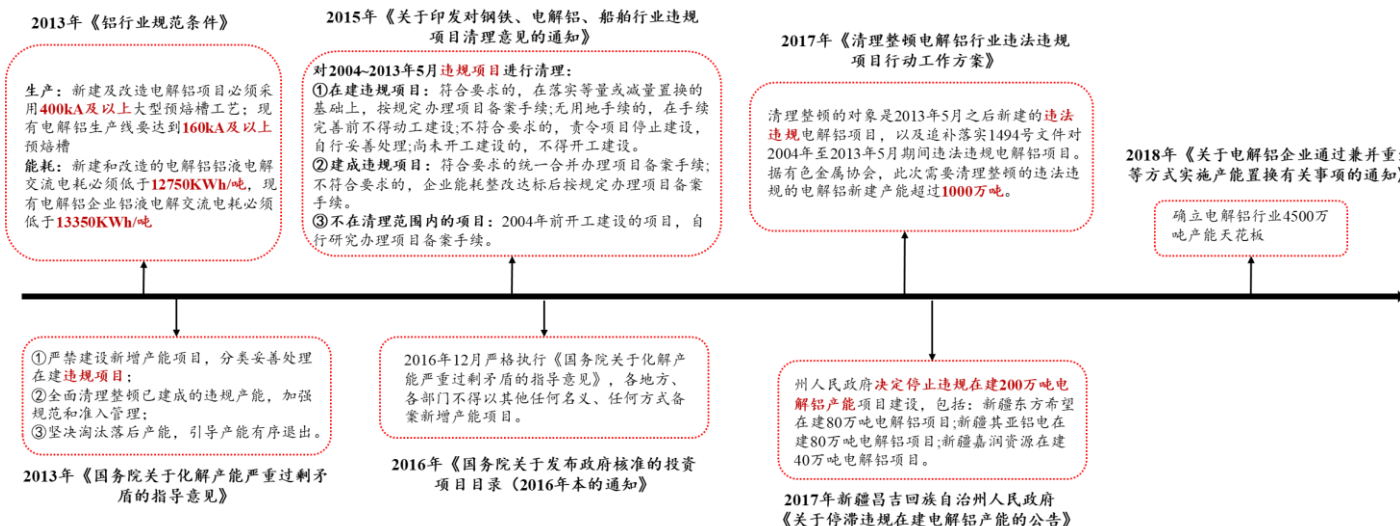 2013年《铝行业规范条件》
生产：新建及改造电解铝项目必须采
用400kA及以上大型预焙槽工艺；现
有电解铝生产线要达到160kA及以上
预焙槽
能耗：新建和改造的电解铝铝液电解
交流电耗必须低于12750KWh/吨，现
有电解铝企业铝液电解交流电耗必须
低于13350KWh/吨
2015年《关于印发对钢铁、电解铝、船舶行业违规
项目清理意见的通知》
对2004~2013年5月违规项目进行清理：
①在建违规项目：符合要求的，在落实等量或减量置换的
基础上，按规定办理项目备案手续;无用地手续的，在手续
完善前不得动工建设;不符合要求的，责令项目停止建设，
自行妥善处理;尚未开工建设的，不得开工建设。
②建成违规项目：符合要求的统一合并办理项目备案手续;
不符合要求的，企业能耗整改达标后按规定办理项目备案
手续。
③不在清理范围内的项目：2004年前开工建设的项目，自
行研究办理项目备案手续。
2017年《清理整顿电解铝行业违法违规
项目行动工作方案》
清理整顿的对象是2013年5月之后新建的违法
违规电解铝项目，以及追补落实1494号文件对
2004年至2013年5月期间违法违规电解铝项目。
据有色金属协会，此次需要清理整顿的违法违
规的电解铝新建产能超过1000万吨。
2018年《关于电解铝企业通过兼并重组
等方式实施产能置换有关事项的通知》
确立电解铝行业4500万
吨产能天花板
①严禁建设新增产能项目，分类妥善处理
在建违规项目；
②全面清理整顿已建成的违规产能，加强
规范和准入管理；
③坚决淘汰落后产能，引导产能有序退出。
2013年《国务院关于化解产能严重过剩矛
盾的指导意见》
2016年12月严格执行《国务院关于化解产
能严重过剩矛盾的指导意见》，各地方、
各部门不得以其他任何名义、任何方式备
案新增产能项目。
2016年《国务院关于发布政府核准的投资
项目目录（2016年本的通知》
州人民政府决定停止违规在建200万吨电
解铝产能项目建设，包括：新疆东方希望
在建80万吨电解铝项目;新疆其亚铝电在
建80万吨电解铝项目;新疆嘉润资源在建
40万吨电解铝项目。
2017年新疆昌吉回族自治州人民政府
《关于停滞违规在建电解铝产能的公告》